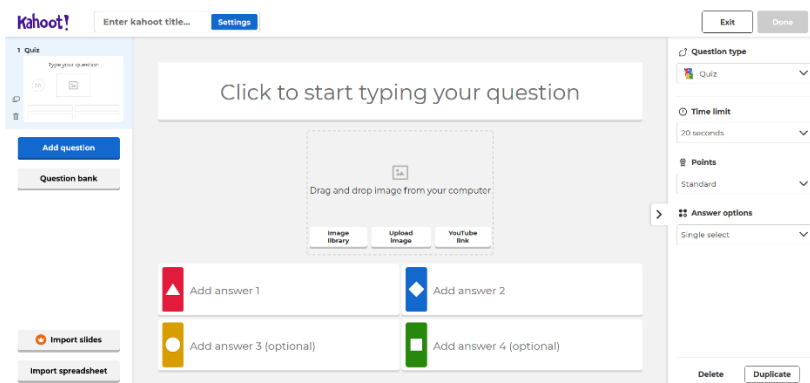 Kahoot!
Enter kahoot title...
Settings
Exit
Done
1 Quiz
Type your question
Add question
Question bank
Import slides
Import spreadsheet
Click to start typing your question
Drag and drop image from your computer
Image library
Upload image
YouTube link
Add answer 1
Add answer 2
Add answer 3 (optional)
Add answer 4 (optional)
Question type
Quiz
Time limit
20 seconds
Points
Standard
Answer options
Single select
Delete
Duplicate